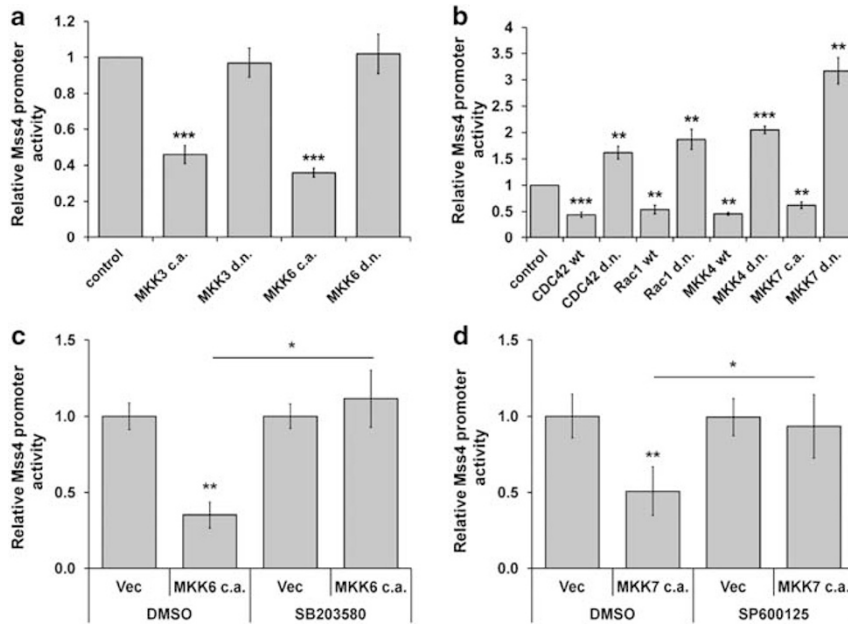 a
Relative Mss4 promoter
activity
1.2
1
0.8
0.6
0.4
0.2
0
***
***
control
MKK3 c.a.
MKK3 d.n.
MKK6 c.a.
MKK6 d.n.
b
Relative Mss4 promoter
activity
4
3.5
3
2.5
2
1.5
1
0.5
0
***
**
**
**
**
***
**
**
control
CDC42 wt
CDC42 d.n.
Rac1 wt
Rac1 d.n.
MKK4 wt
MKK4 d.n.
MKK7 c.a.
MKK7 d.n.
c
Relative Mss4 promoter
activity
1.5
1.0
0.5
0.0
*
**
Vec
MKK6 c.a.
Vec
MKK6 c.a.
DMSO
SB203580
d
Relative Mss4 promoter
activity
1.5
1.0
0.5
0.0
*
**
Vec
MKK7 c.a.
Vec
MKK7 c.a.
DMSO
SP600125